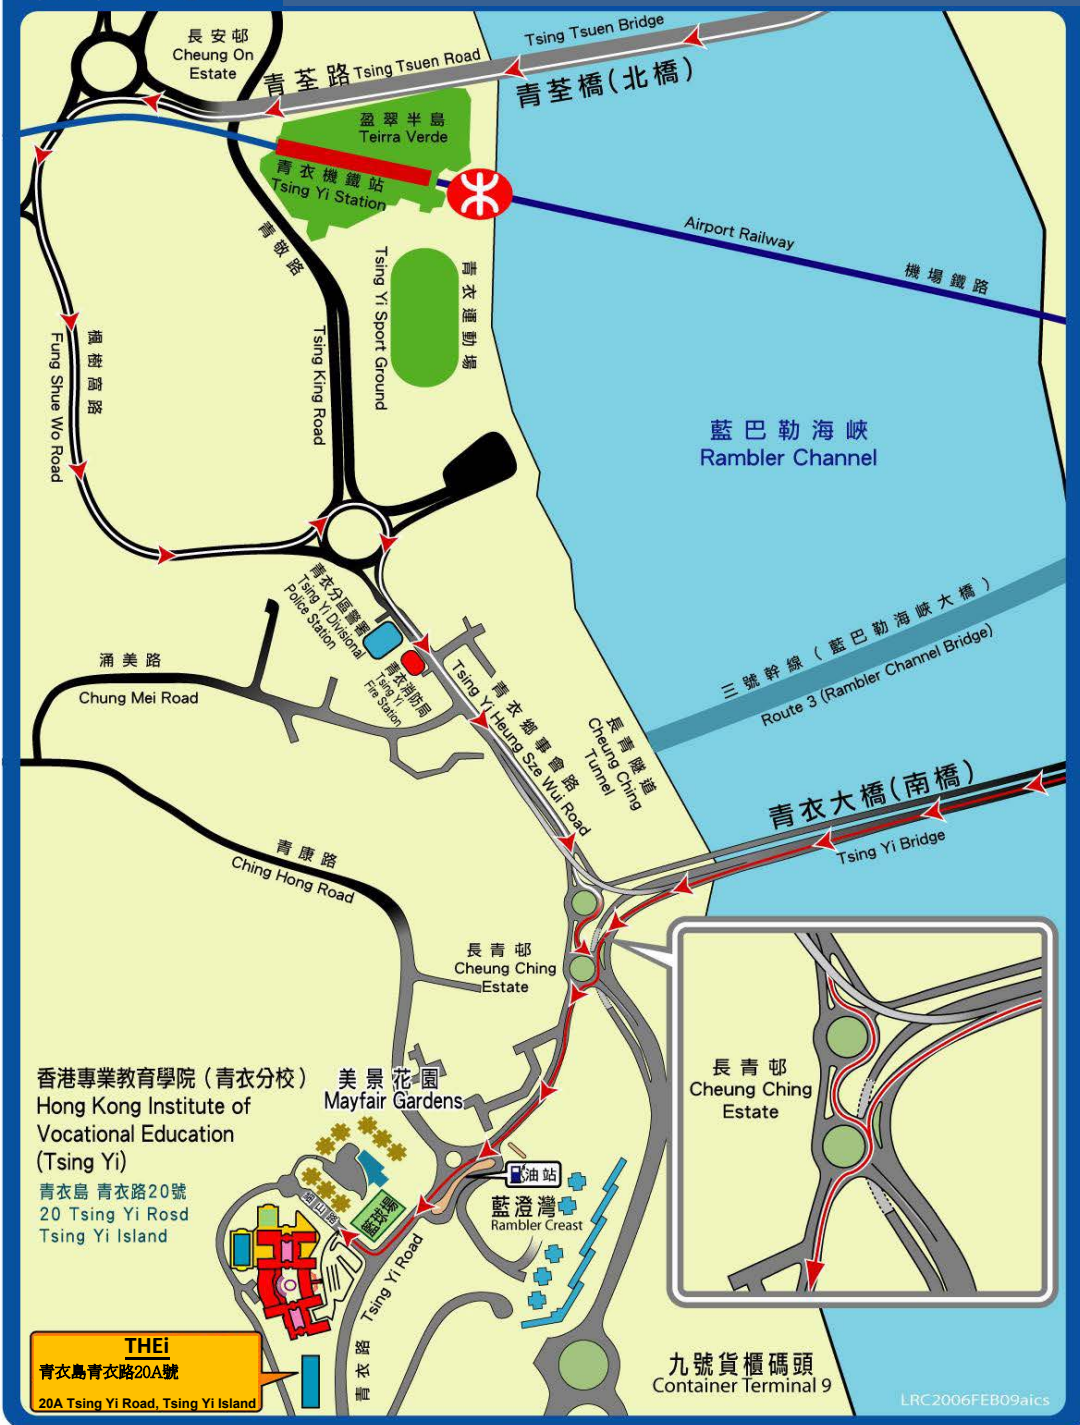 長安邨
Cheung On
Estate
青荃路 Tsing Tsuen Road
Tsing Tsuen Bridge
青荃橋(北橋)
盈翠半島
Teirra Verde
青衣機鐵站
Tsing Yi Station
Airport Railway
機場鐵路
青敬路
Tsing King Road
Tsing Yi Sport Ground
青衣運動場
楓樹窩路
Fung Shue Wo Road
藍巴勒海峽
Rambler Channel
青衣分區警署
Tsing Yi Divisional
Police Station
青衣消防局
Tsing Yi
Fire Station
涌美路
Chung Mei Road
青衣鄉事會路
Tsing Yi Heung Sze Wui Road
長青隧道
Cheung Ching
Tunnel
三號幹線(藍巴勒海峽大橋)
Route 3 (Rambler Channel Bridge)
青衣大橋(南橋)
Tsing Yi Bridge
青康路
Ching Hong Road
長青邨
Cheung Ching
Estate
長青邨
Cheung Ching
Estate
香港專業教育學院(青衣分校)
Hong Kong Institute of
Vocational Education
(Tsing Yi)
青衣島 青衣路20號
20 Tsing Yi Rosd
Tsing Yi Island
美景花園
Mayfair Gardens
油站
藍澄灣
Rambler Creast
籃球場
Tsing Yi Road
青衣路
THEi
青衣島青衣路20A號
20A Tsing Yi Road, Tsing Yi Island
九號貨櫃碼頭
Container Terminal 9
LRC2006FEB09aics